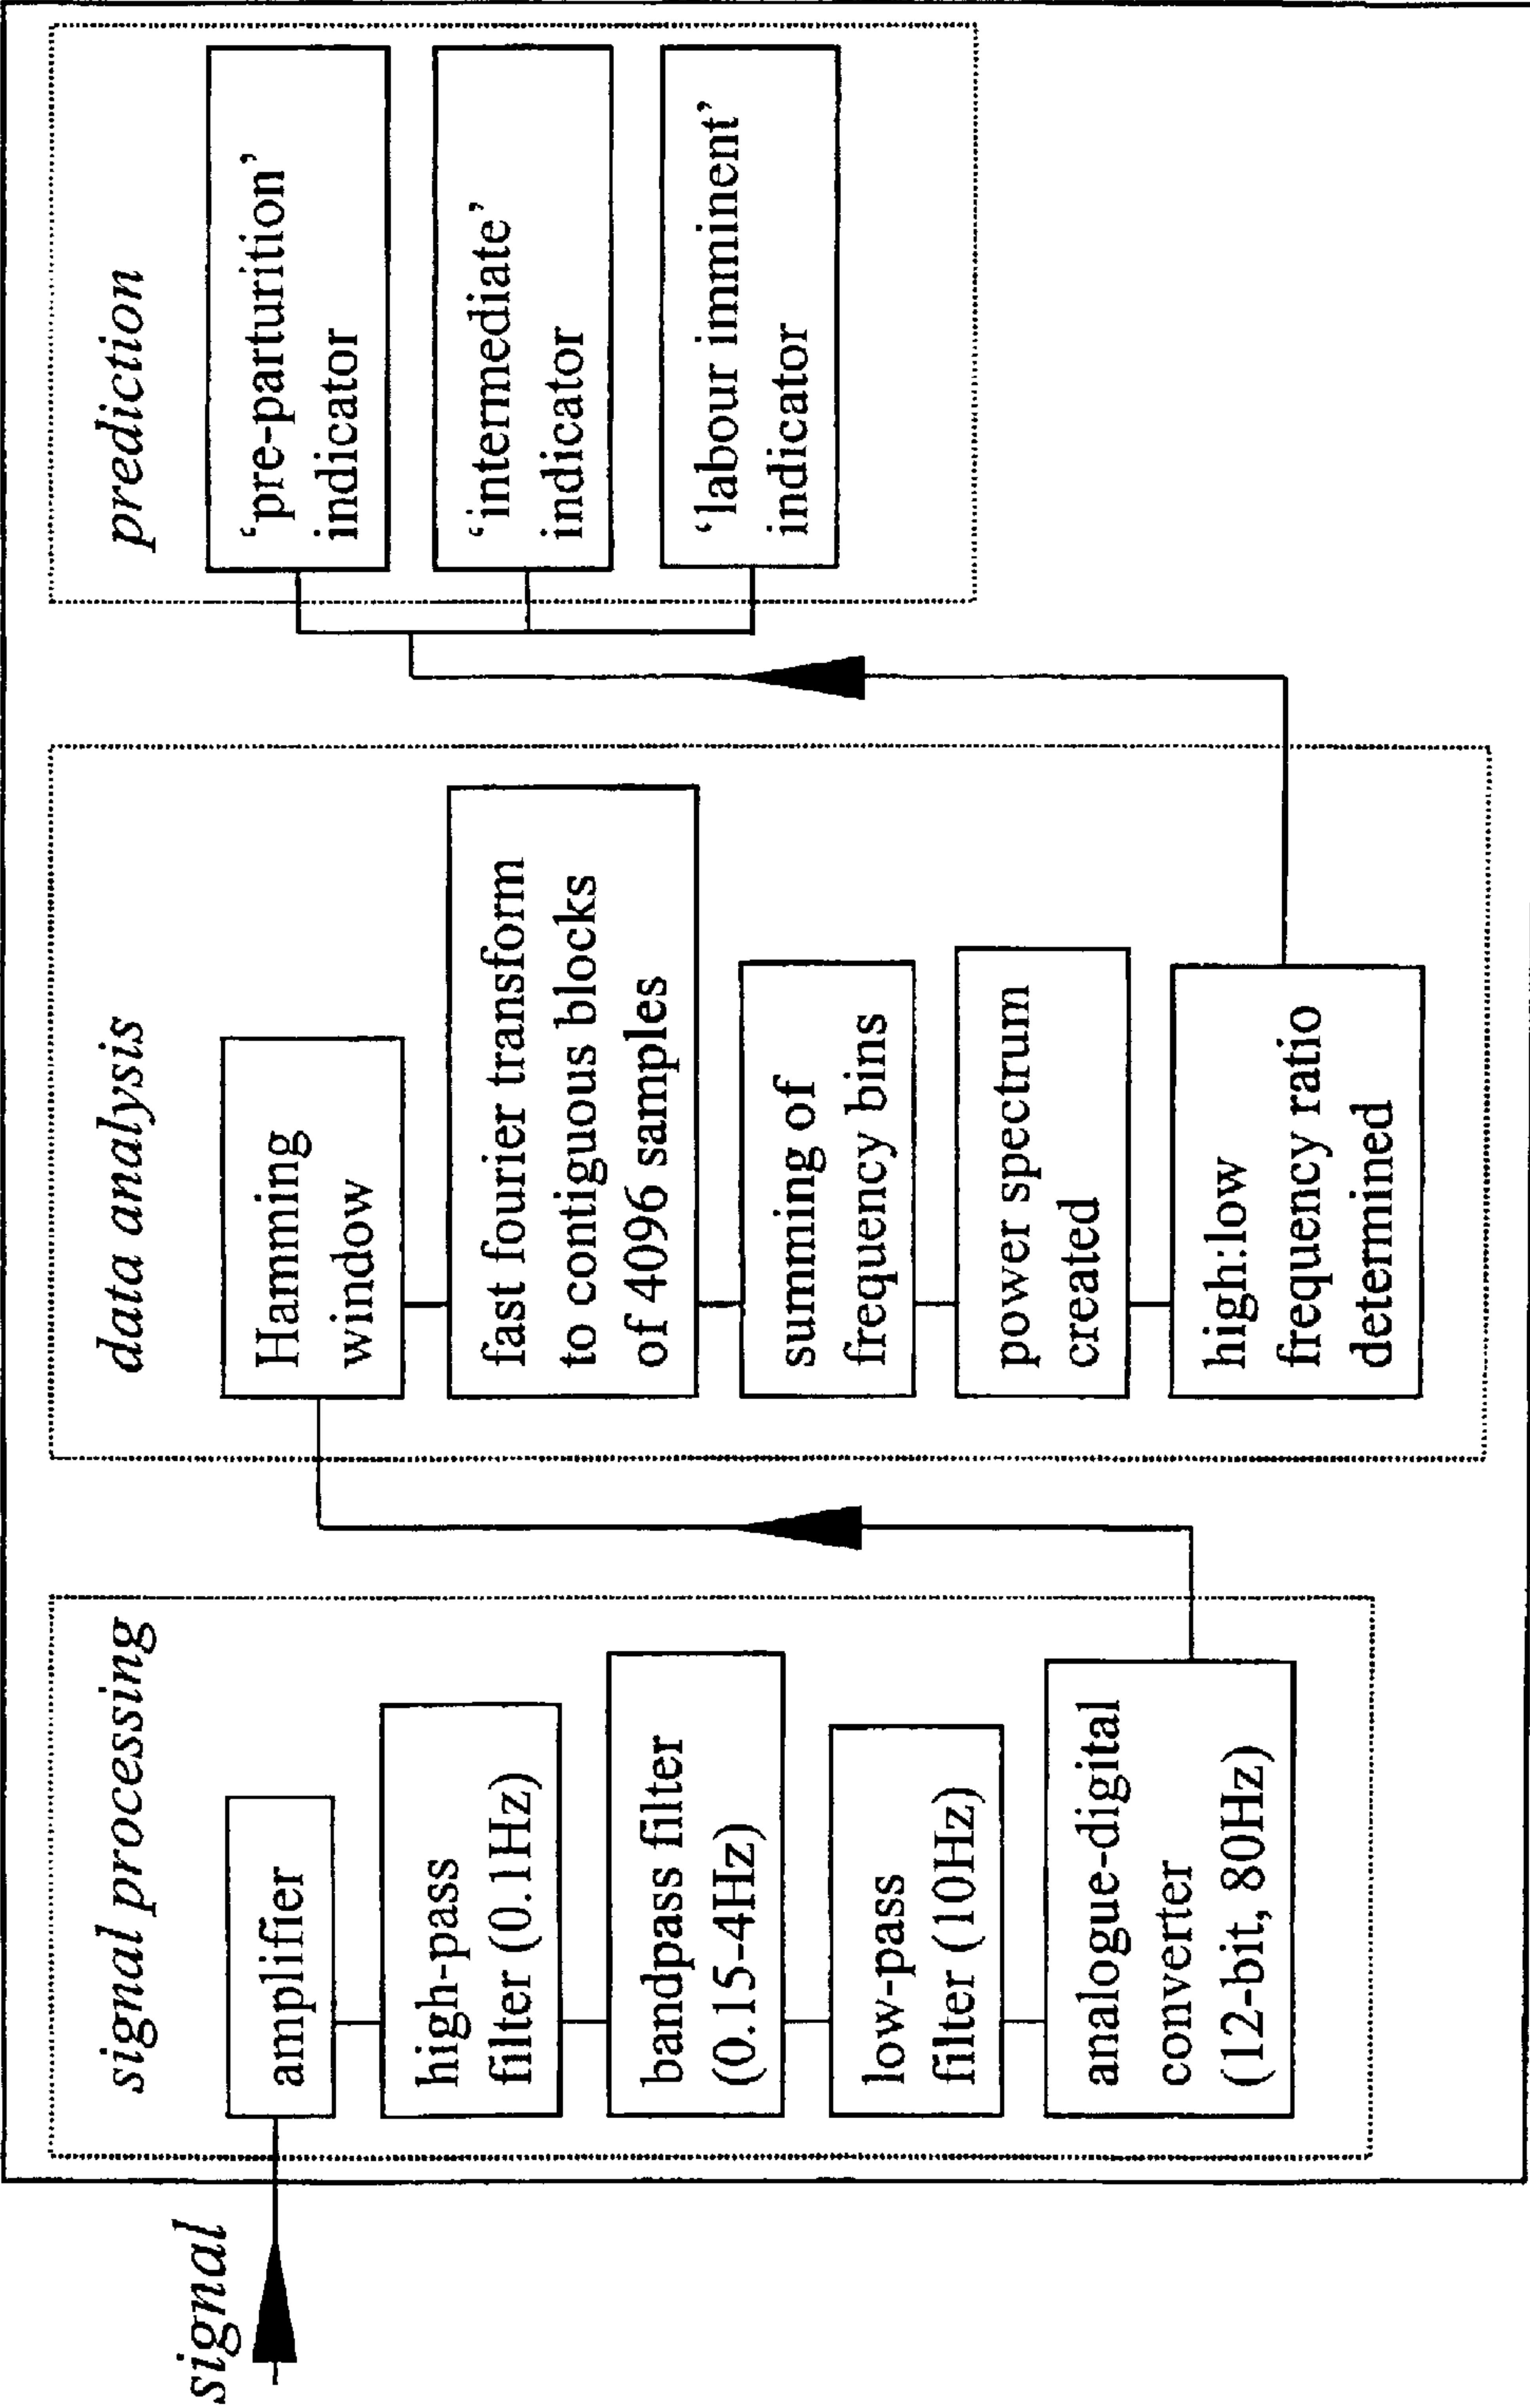 signal
signal processing
amplifier
high-pass
filter (0.1Hz)
bandpass filter
(0.15-4Hz)
low-pass
filter (10Hz)
analogue-digital
converter
(12-bit, 80Hz)
data analysis
Hamming
window
fast fourier transform
to contiguous blocks
of 4096 samples
summing of
frequency bins
power spectrum
created
high:low
frequency ratio
determined
prediction
‘pre-parturition’
indicator
‘intermediate’
indicator
‘labour imminent’
indicator